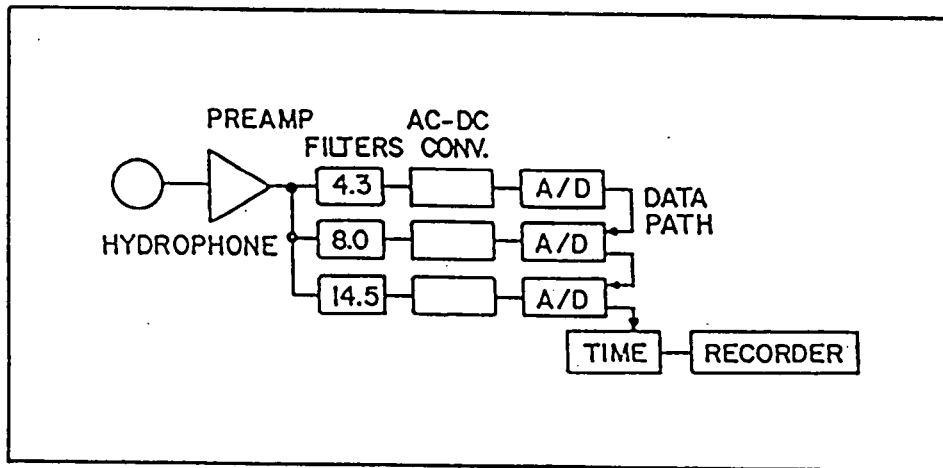 PREAMP
AC-DC
FILTERS CONV.
4.3
A/D
DATA
PATH
HYDROPHONE
8.0
A/D
14.5
A/D
TIME
RECORDER